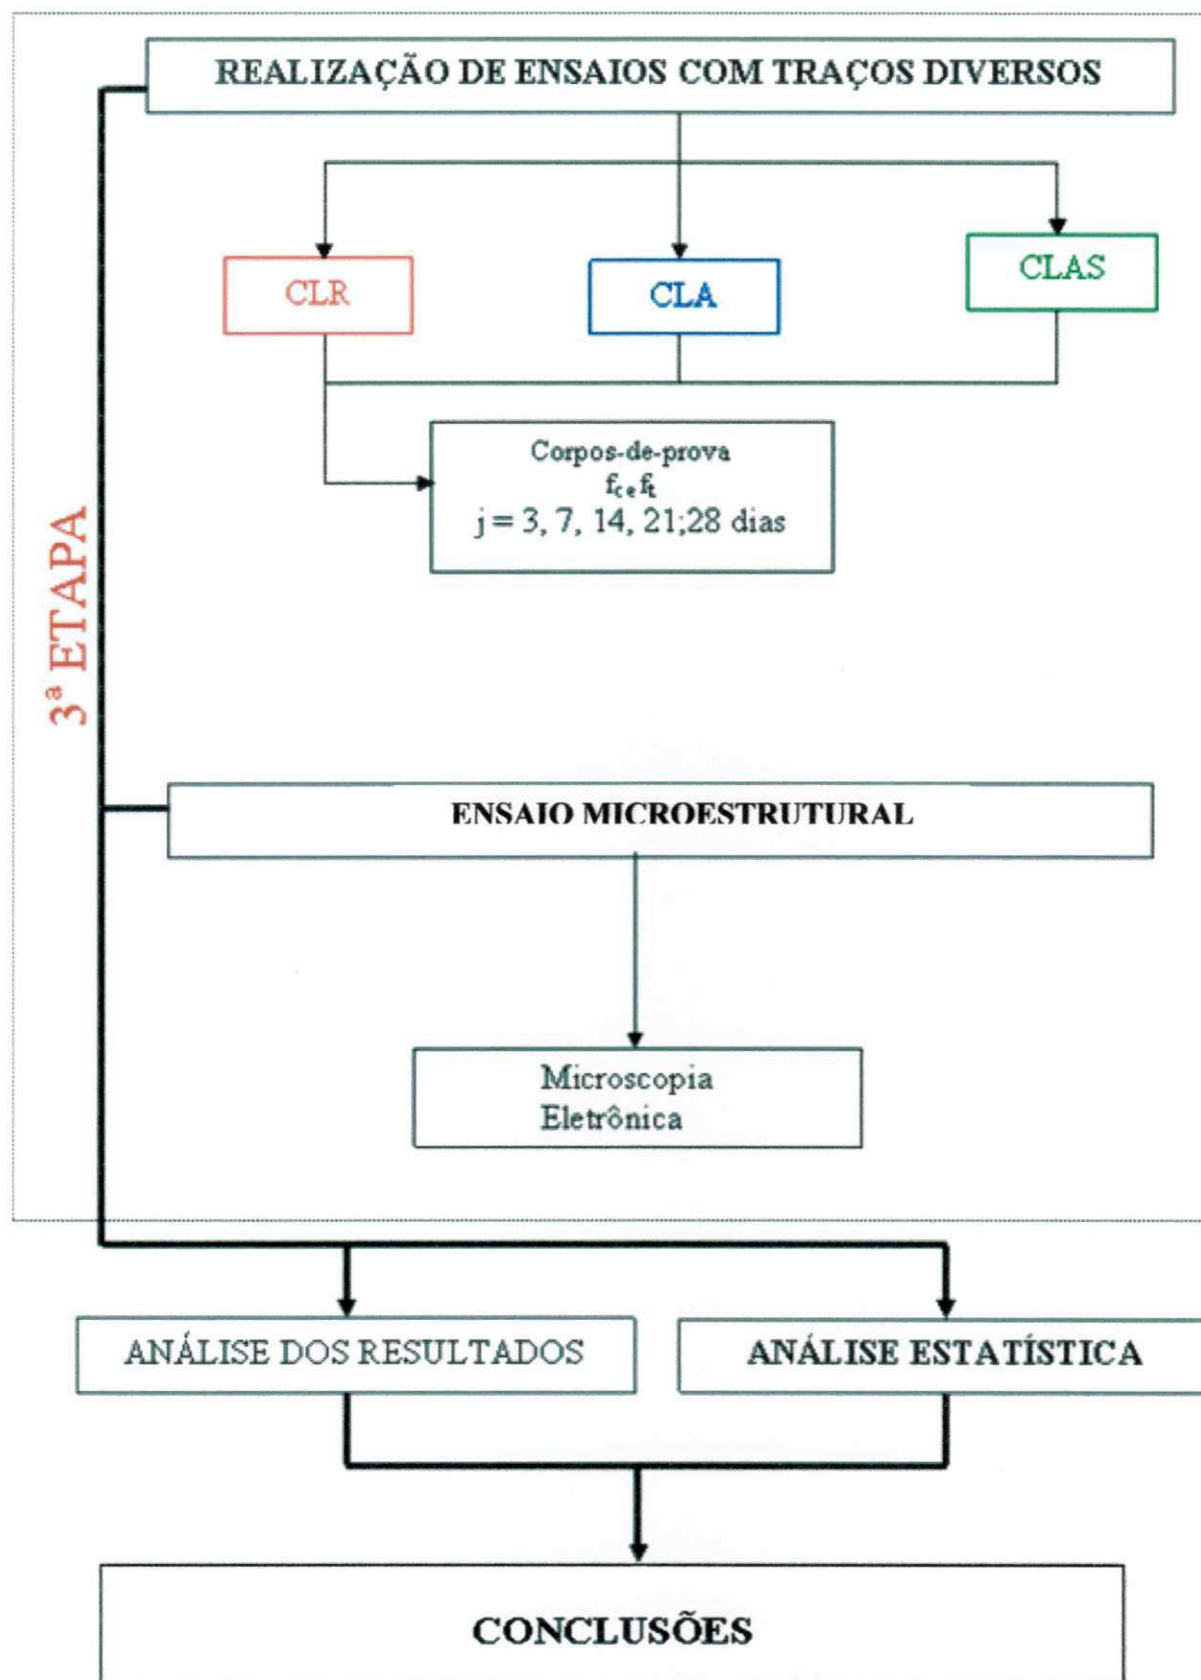 REALIZAÇÃO DE ENSAIOS COM TRAÇOS DIVERSOS
CLR
CLA
CLAS
Corpos-de-prova
fc e ft
j = 3, 7, 14, 21;28 dias
3ª ETAPA
ENSAIO MICROESTRUTURAL
Microscopia
Eletrônica
ANÁLISE DOS RESULTADOS
ANÁLISE ESTATÍSTICA
CONCLUSÕES